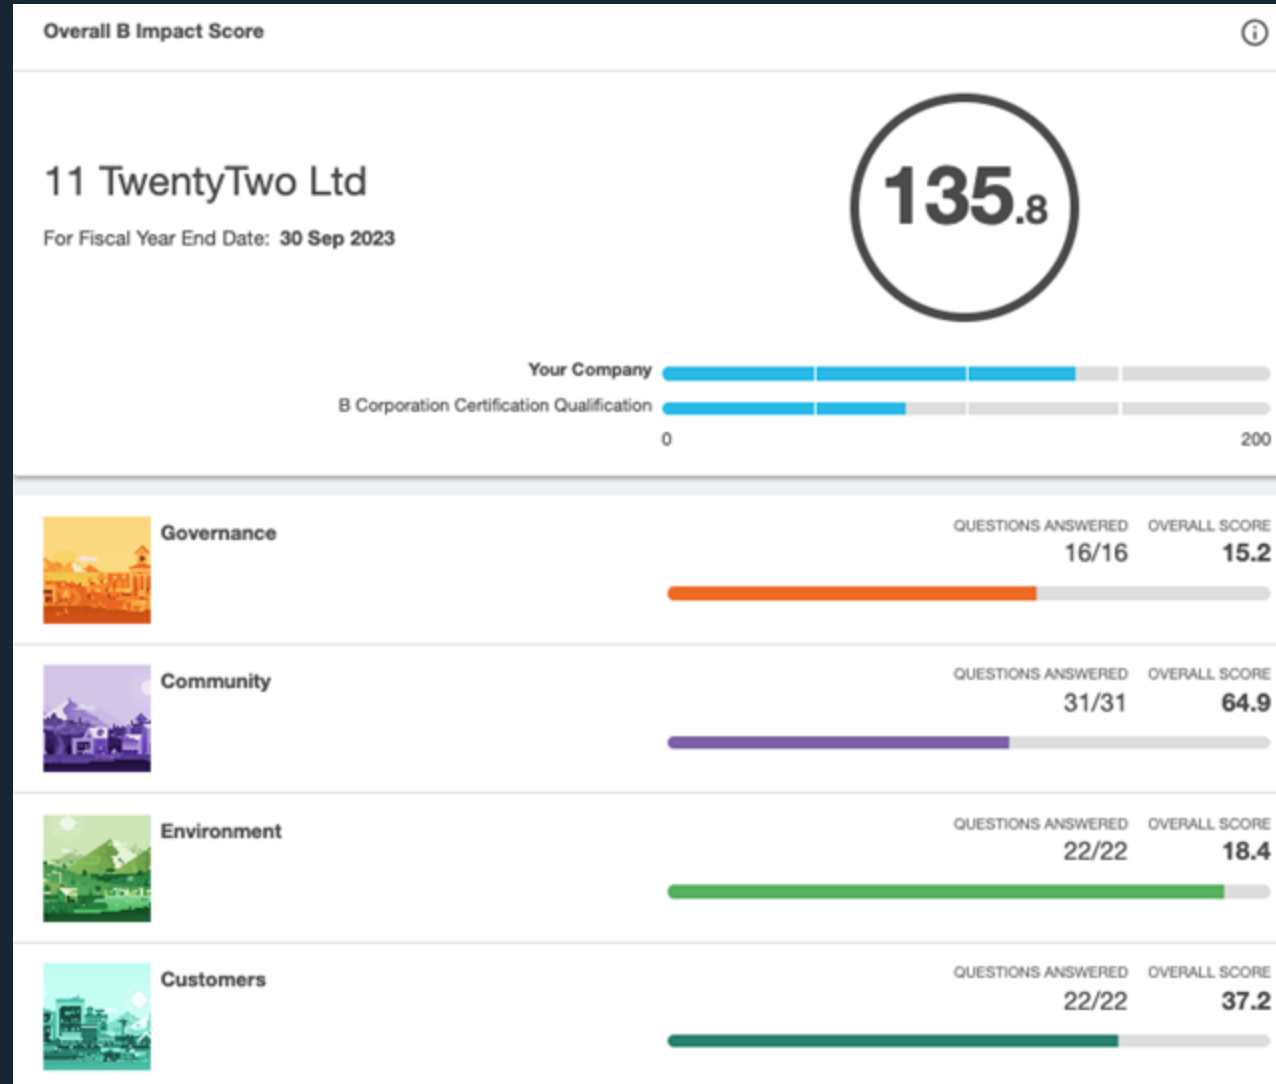 Overall B Impact Score
11 TwentyTwo Ltd
For Fiscal Year End Date: 30 Sep 2023
135.8
Your Company
B Corporation Certification Qualification
0 200
Governance
QUESTIONS ANSWERED OVERALL SCORE
16/16 15.2
Community
QUESTIONS ANSWERED OVERALL SCORE
31/31 64.9
Environment
QUESTIONS ANSWERED OVERALL SCORE
22/22 18.4
Customers
QUESTIONS ANSWERED OVERALL SCORE
22/22 37.2